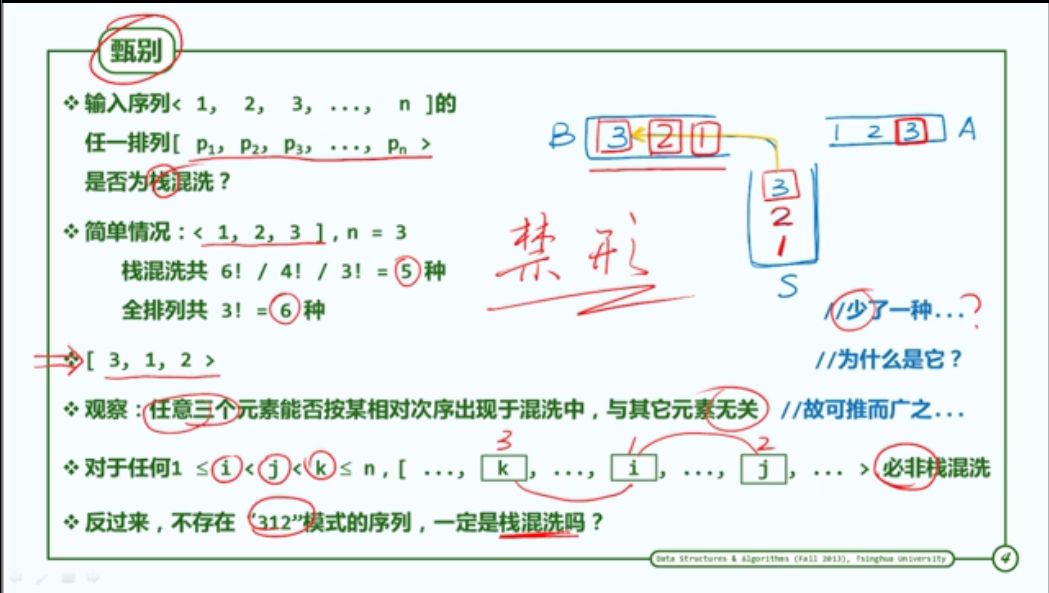 甄别
❖ 输入序列< 1, 2, 3, ..., n ]的
任一排列[ p₁, p₂, p₃, ..., pₙ >
是否为栈混洗？
B 3 2 1
1 2 3 A
3
2
1
S
❖ 简单情况：< 1, 2, 3 ], n = 3
栈混洗共 6! / 4! / 3! = 5 种
全排列共 3! = 6 种
禁形
//少了一种...?
❖ [ 3, 1, 2 >
//为什么是它？
❖ 观察：任意三个元素能否按某相对次序出现于混洗中，与其它元素无关 //故可推而广之...
3 1 2
❖ 对于任何1 ≤ i < j < k ≤ n, [ ..., k, ..., i, ..., j, ... > 必非栈混洗
❖ 反过来，不存在“312”模式的序列，一定是栈混洗吗？
Data Structures & Algorithms (Fall 2013), Tsinghua University
4